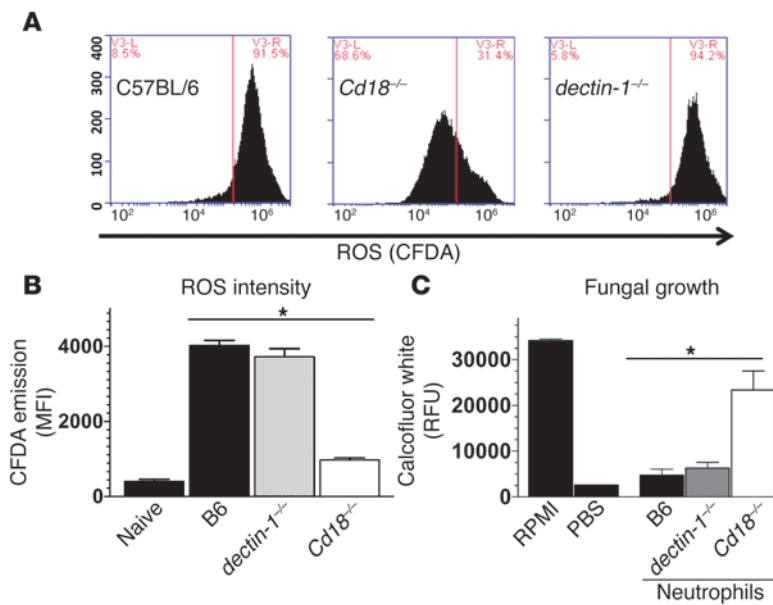 A
V3-L
8.5%
V3-R
91.5%
V3-L
68.6%
V3-R
31.4%
V3-L
5.8%
V3-R
94.2%
C57BL/6
Cd18⁻/⁻
dectin-1⁻/⁻
400
300
200
100
0
10² 10⁴ 10⁶
10² 10⁴ 10⁶
10² 10⁴ 10⁶
ROS (CFDA)
B
ROS intensity
*
CFDA emission
(MFI)
4000
2000
0
Naive
B6
dectin-1⁻/⁻
Cd18⁻/⁻
C
Fungal growth
*
Calcofluor white
(RFU)
30000
20000
10000
0
RPMI
PBS
B6
dectin-1⁻/⁻
Cd18⁻/⁻
Neutrophils